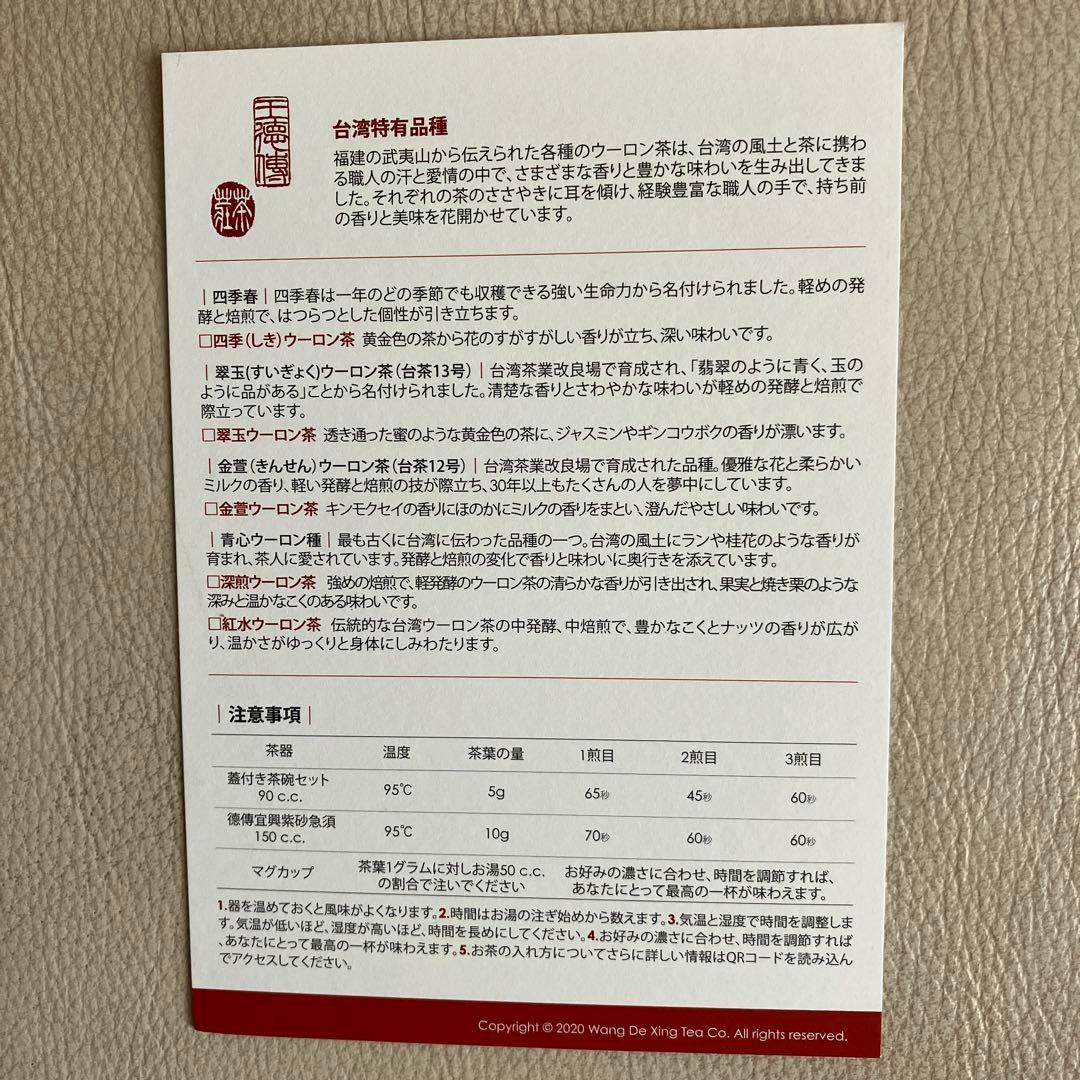 王德傳
茶莊
台湾特有品種
福建の武夷山から伝えられた各種のウーロン茶は、台湾の風土と茶に携わ
る職人の汗と愛情の中で、さまざまな香りと豊かな味わいを生み出してきま
した。それぞれの茶のささやきに耳を傾け、経験豊富な職人の手で、持ち前
の香りと美味を花開かせています。
|四季春|四季春は一年のどの季節でも収穫できる強い生命力から名付けられました。軽めの発
酵と焙煎で、はつらつとした個性が引き立ちます。
□四季(しき)ウーロン茶 黄金色の茶から花のすがすがしい香りが立ち、深い味わいです。
|翠玉(すいぎょく)ウーロン茶(台茶13号)|台湾茶業改良場で育成され、「翡翠のように青く、玉の
ように品がある」ことから名付けられました。清楚な香りとさわやかな味わいが軽めの発酵と焙煎で
際立っています。
□翠玉ウーロン茶 透き通った蜜のような黄金色の茶に、ジャスミンやギンコウボクの香りが漂います。
|金萱(きんせん)ウーロン茶(台茶12号)|台湾茶業改良場で育成された品種。優雅な花と柔らかい
ミルクの香り、軽い発酵と焙煎の技が際立ち、30年以上もたくさんの人を夢中にしています。
□金萱ウーロン茶 キンモクセイの香りにほのかにミルクの香りをまとい、澄んだやさしい味わいです。
|青心ウーロン種|最も古くに台湾に伝わった品種の一つ。台湾の風土にランや桂花のような香りが
育まれ、茶人に愛されています。発酵と焙煎の変化で香りと味わいに奥行きを添えています。
□深煎ウーロン茶 強めの焙煎で、軽発酵のウーロン茶の清らかな香りが引き出され、果実と焼き栗のような
深みと温かなこくのある味わいです。
□紅水ウーロン茶 伝統的な台湾ウーロン茶の中発酵、中焙煎で、豊かなこくとナッツの香りが広が
り、温かさがゆっくりと身体にしみわたります。
|注意事項|
茶器 温度 茶葉の量 1煎目 2煎目 3煎目
蓋付き茶碗セット
90 c.c. 95℃ 5g 65秒 45秒 60秒
德傳宜興紫砂急須
150 c.c. 95℃ 10g 70秒 60秒 60秒
マグカップ 茶葉1グラムに対しお湯50 c.c. お好みの濃さに合わせ、時間を調節すれば、
の割合で注いでください あなたにとって最高の一杯が味わえます。
1.器を温めておくと風味がよくなります。2.時間はお湯の注ぎ始めから数えます。3.気温と湿度で時間を調整しま
す。気温が低いほど、湿度が高いほど、時間を長めにしてください。4.お好みの濃さに合わせ、時間を調節すれば
、あなたにとって最高の一杯が味わえます。5.お茶の入れ方についてさらに詳しい情報はQRコードを読み込ん
でアクセスしてください。
Copyright © 2020 Wang De Xing Tea Co. All rights reserved.